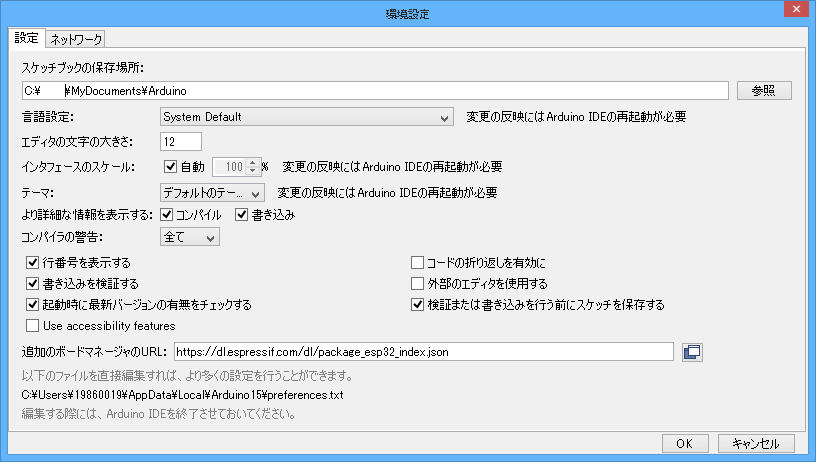 環境設定
設定 ネットワーク
スケッチブックの保存場所:
C:¥ ¥MyDocuments¥Arduino 参照
言語設定: System Default 変更の反映にはArduino IDEの再起動が必要
エディタの文字の大きさ: 12
インタフェースのスケール: 自動 100 % 変更の反映にはArduino IDEの再起動が必要
テーマ: デフォルトのテー... 変更の反映にはArduino IDEの再起動が必要
より詳細な情報を表示する: コンパイル 書き込み
コンパイラの警告: 全て
行番号を表示する コードの折り返しを有効に
書き込みを検証する 外部のエディタを使用する
起動時に最新バージョンの有無をチェックする 検証または書き込みを行う前にスケッチを保存する
Use accessibility features
追加のボードマネージャのURL: https://dl.espressif.com/dl/package_esp32_index.json
以下のファイルを直接編集すれば、より多くの設定を行うことができます。
C:¥Users¥19860019¥AppData¥Local¥Arduino15¥preferences.txt
編集する際には、Arduino IDEを終了させておいてください。
OK キャンセル